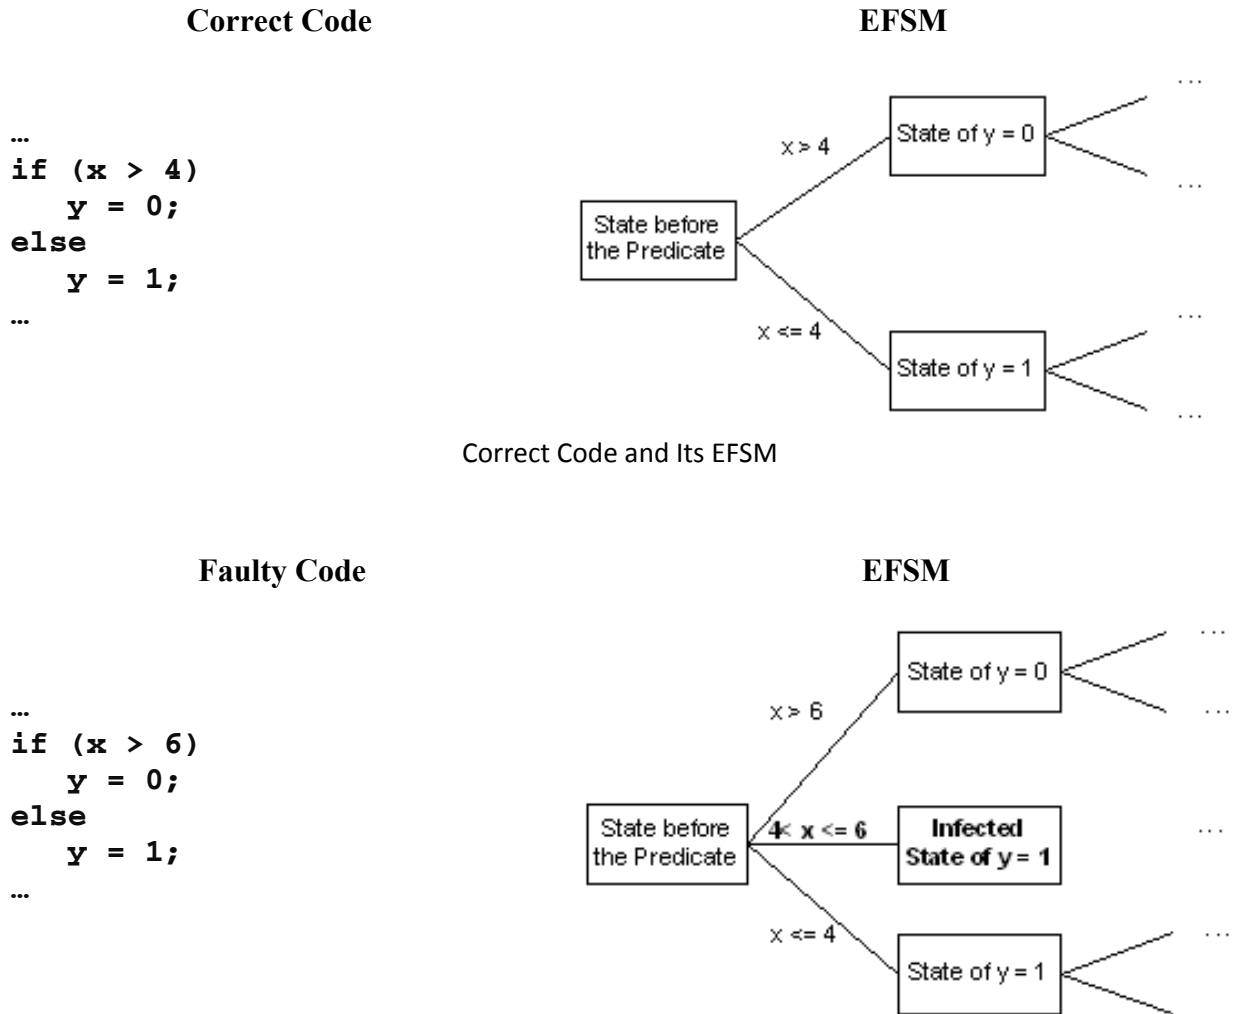 Correct Code
EFSM
…
if (x > 4)
   y = 0;
else
   y = 1;
…
State before
the Predicate
x > 4
x <= 4
State of y = 0
State of y = 1
...
...
...
...
Correct Code and Its EFSM
Faulty Code
EFSM
…
if (x > 6)
   y = 0;
else
   y = 1;
…
State before
the Predicate
x > 6
4< x <= 6
x <= 4
State of y = 0
Infected
State of y = 1
State of y = 1
...
...
...
...